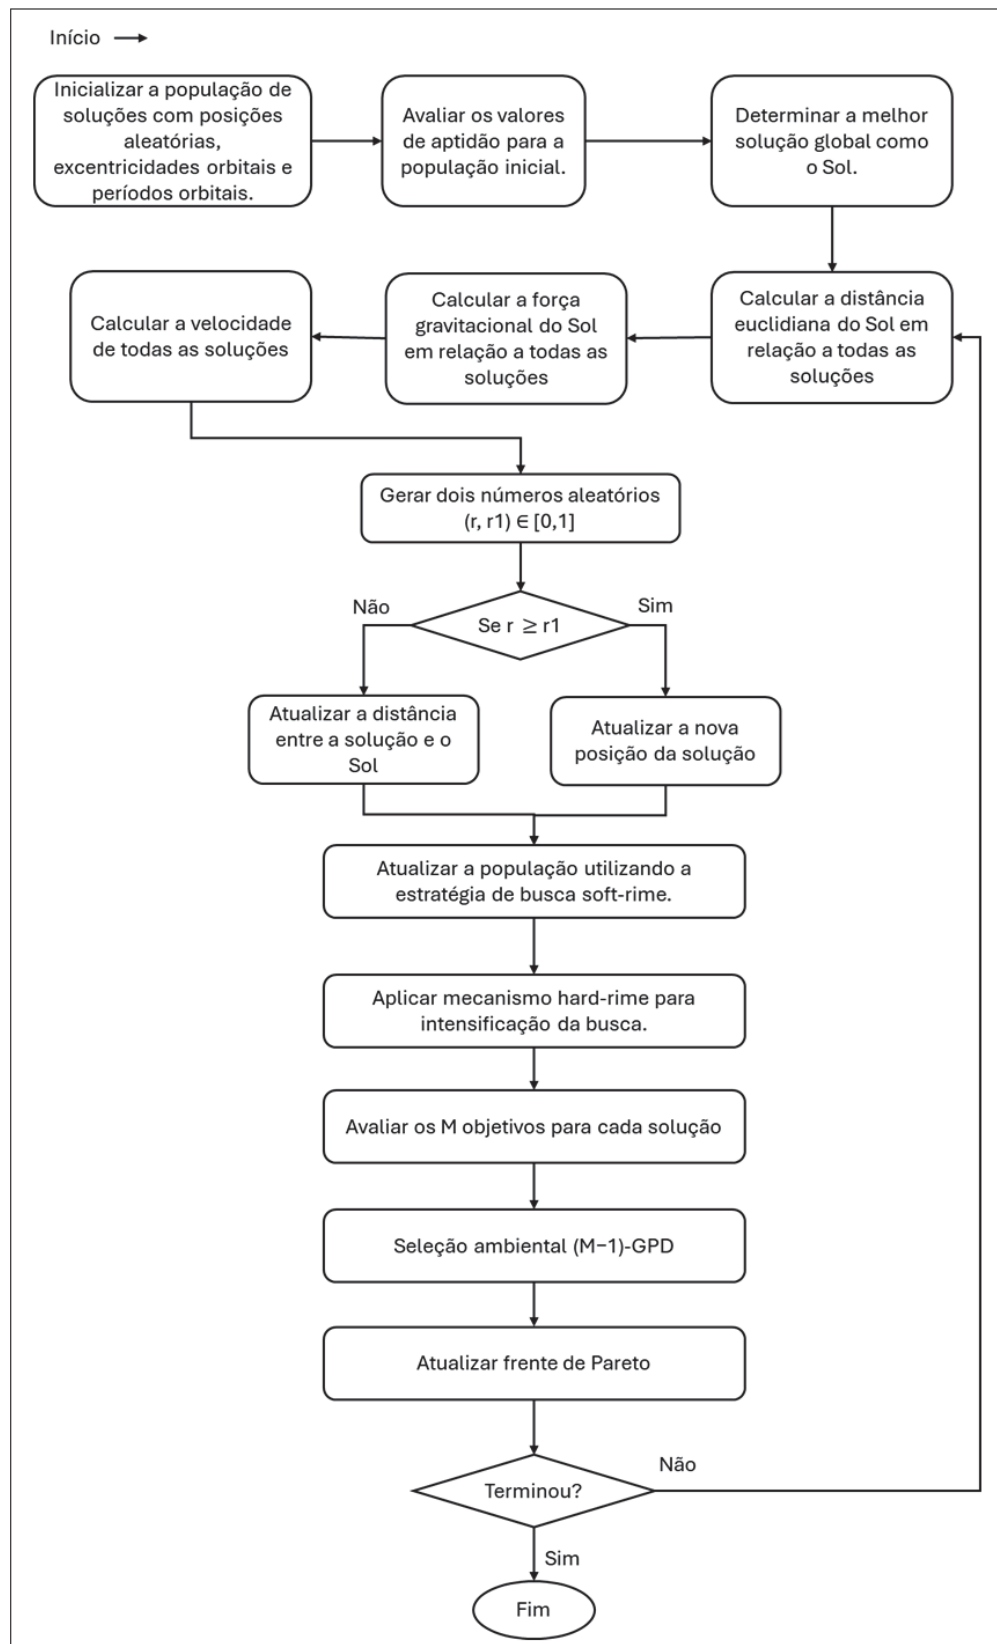 Início
Inicializar a população de
soluções com posições
aleatórias,
excentricidades orbitais e
períodos orbitais.
Avaliar os valores
de aptidão para a
população inicial.
Determinar a melhor
solução global como
o Sol.
Calcular a velocidade
de todas as soluções
Calcular a força
gravitacional do Sol
em relação a todas as
soluções
Calcular a distância
euclidiana do Sol em
relação a todas as
soluções
Gerar dois números aleatórios
(r, r1) ∈ [0,1]
Não
Sim
Se r ≥ r1
Atualizar a distância
entre a solução e o
Sol
Atualizar a nova
posição da solução
Atualizar a população utilizando a
estratégia de busca soft-rime.
Aplicar mecanismo hard-rime para
intensificação da busca.
Avaliar os M objetivos para cada solução
Seleção ambiental (M−1)-GPD
Atualizar frente de Pareto
Não
Terminou?
Sim
Fim